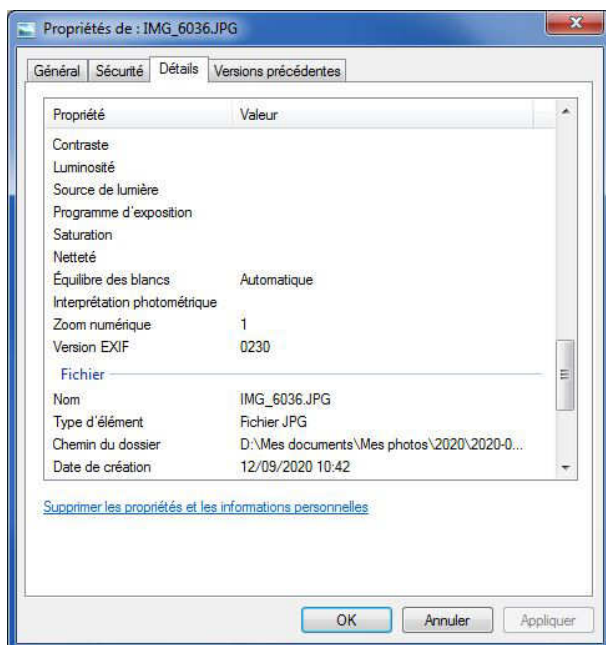 Propriétés de : IMG_6036.JPG
Général Sécurité Détails Versions précédentes
Propriété Valeur
Contraste
Luminosité
Source de lumière
Programme d'exposition
Saturation
Netteté
Équilibre des blancs Automatique
Interprétation photométrique
Zoom numérique 1
Version EXIF 0230
Fichier
Nom IMG_6036.JPG
Type d'élément Fichier JPG
Chemin du dossier D:\Mes documents\Mes photos\2020\2020-0...
Date de création 12/09/2020 10:42
Supprimer les propriétés et les informations personnelles
OK Annuler Appliquer